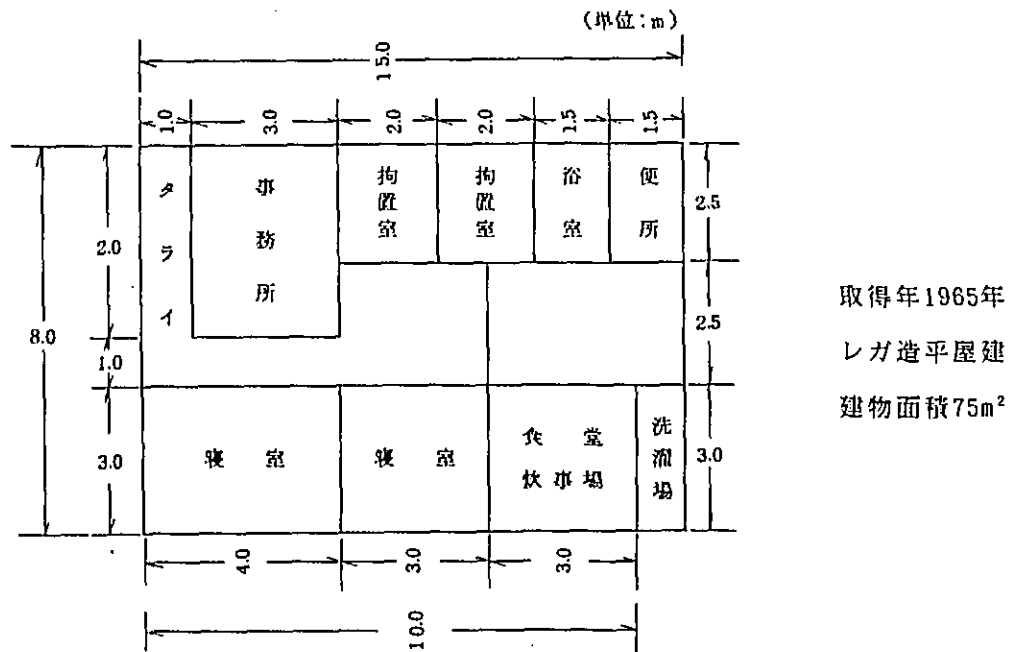 (単位:m)
15.0
1.0
3.0
2.0
2.0
1.5
1.5
タライ
事務所
拘置室
拘置室
浴室
便所
2.0
1.0
3.0
8.0
2.5
2.5
3.0
寝室
寝室
食堂
炊事場
洗濯場
4.0
3.0
3.0
10.0
取得年1965年
レガ造平屋建
建物面積75m²